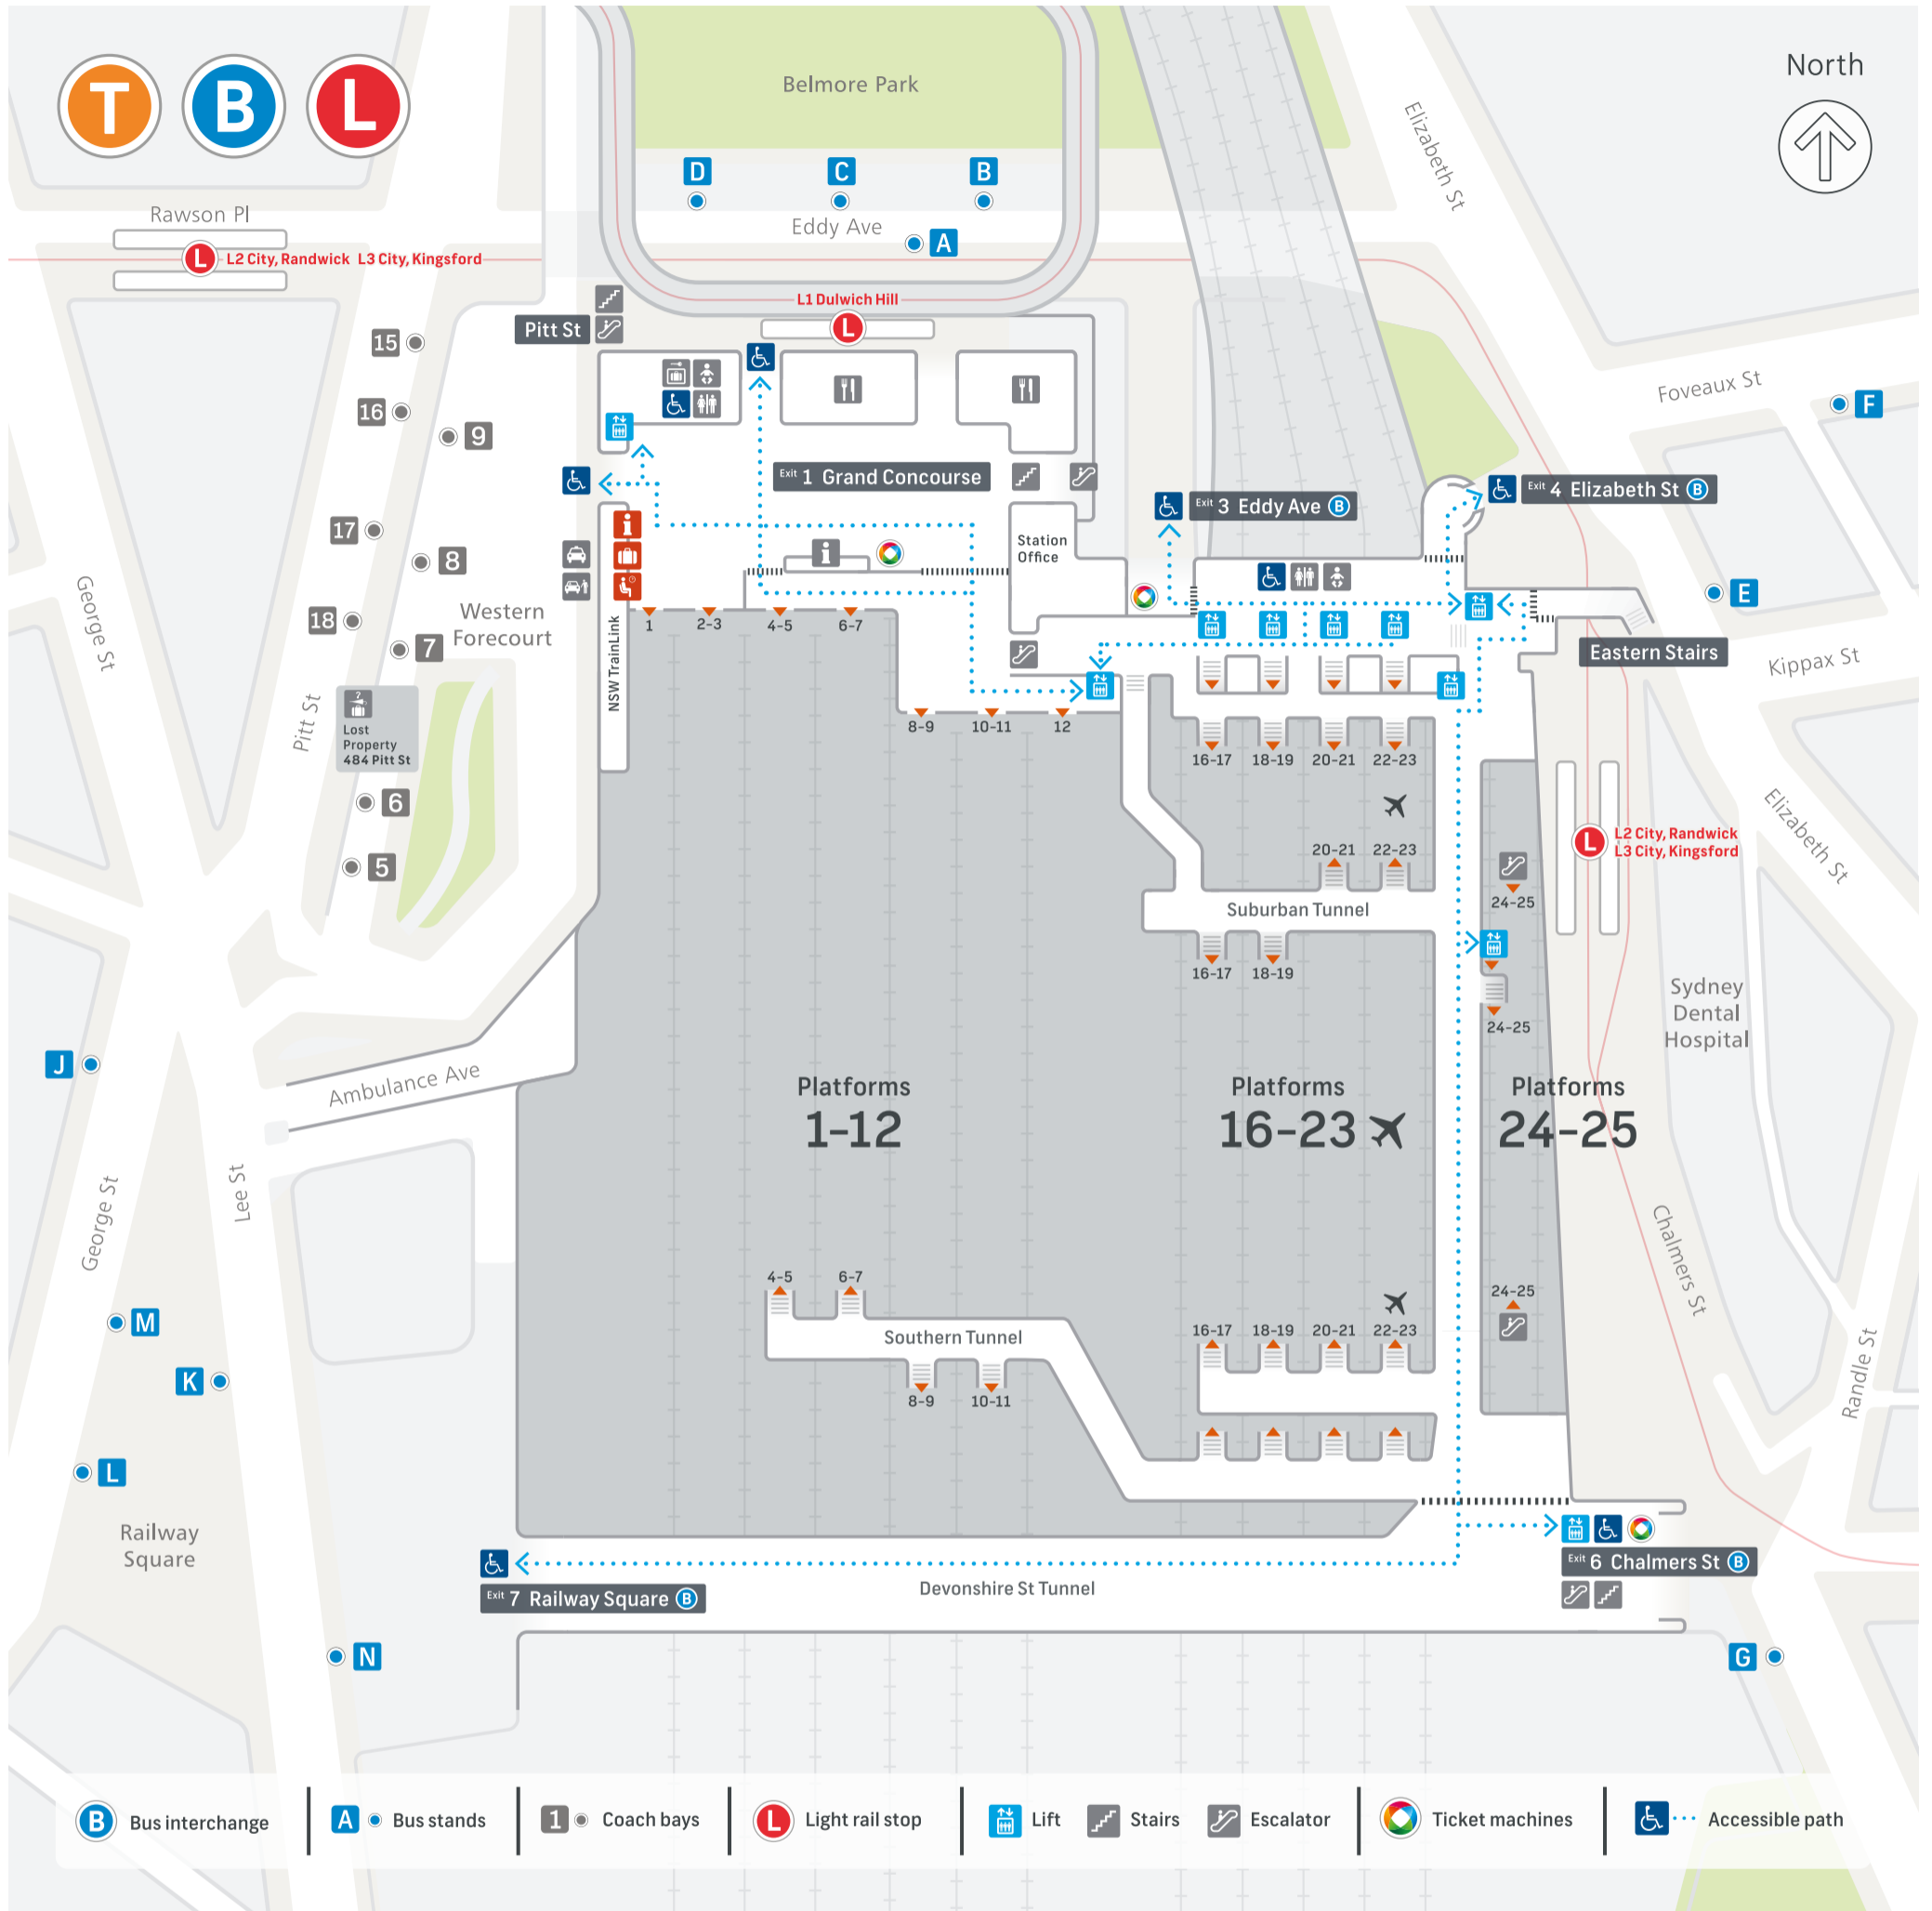 T B L
North
Belmore Park
Elizabeth St
D C B
Eddy Ave
A
Rawson Pl
L L2 City, Randwick L3 City, Kingsford
L1 Dulwich Hill
L
Pitt St
15
16
9
17
8
18
7
Western
Forecourt
George St
Pitt St
Lost
Property
484 Pitt St
6
5
NSW TrainLink
Exit 1 Grand Concourse
Station
Office
Exit 3 Eddy Ave B
Exit 4 Elizabeth St B
Foveaux St
F
E
Eastern Stairs
Kippax St
1 2-3 4-5 6-7
8-9 10-11 12
16-17 18-19 20-21 22-23
20-21 22-23
Suburban Tunnel
16-17 18-19
L L2 City, Randwick
L3 City, Kingsford
Elizabeth St
24-25
24-25
Sydney
Dental
Hospital
J
Ambulance Ave
Platforms
1-12
Platforms
16-23
Platforms
24-25
George St
Lee St
Chalmers St
Randle St
M
K
L
Railway
Square
4-5 6-7
Southern Tunnel
8-9 10-11
16-17 18-19 20-21 22-23
24-25
Exit 6 Chalmers St B
Exit 7 Railway Square B
Devonshire St Tunnel
N
G
B Bus interchange
A Bus stands
1 Coach bays
L Light rail stop
Lift
Stairs
Escalator
Ticket machines
Accessible path